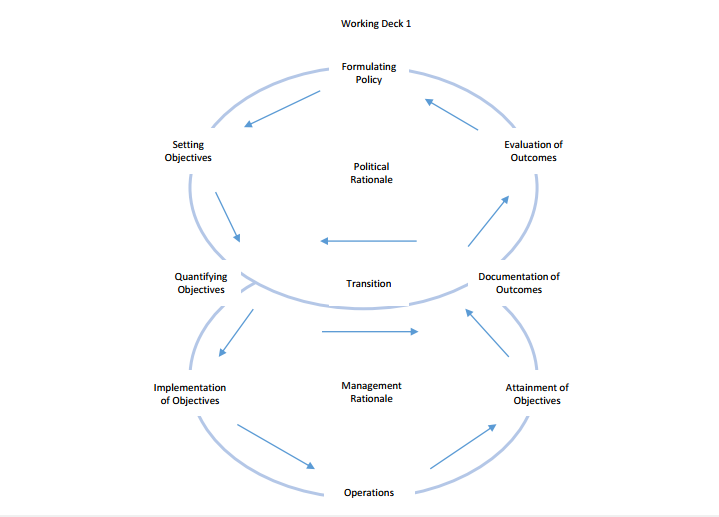 Working Deck 1
Formulating
Policy
Setting
Objectives
Evaluation of
Outcomes
Political
Rationale
Quantifying
Objectives
Transition
Documentation of
Outcomes
Implementation
of Objectives
Management
Rationale
Attainment of
Objectives
Operations